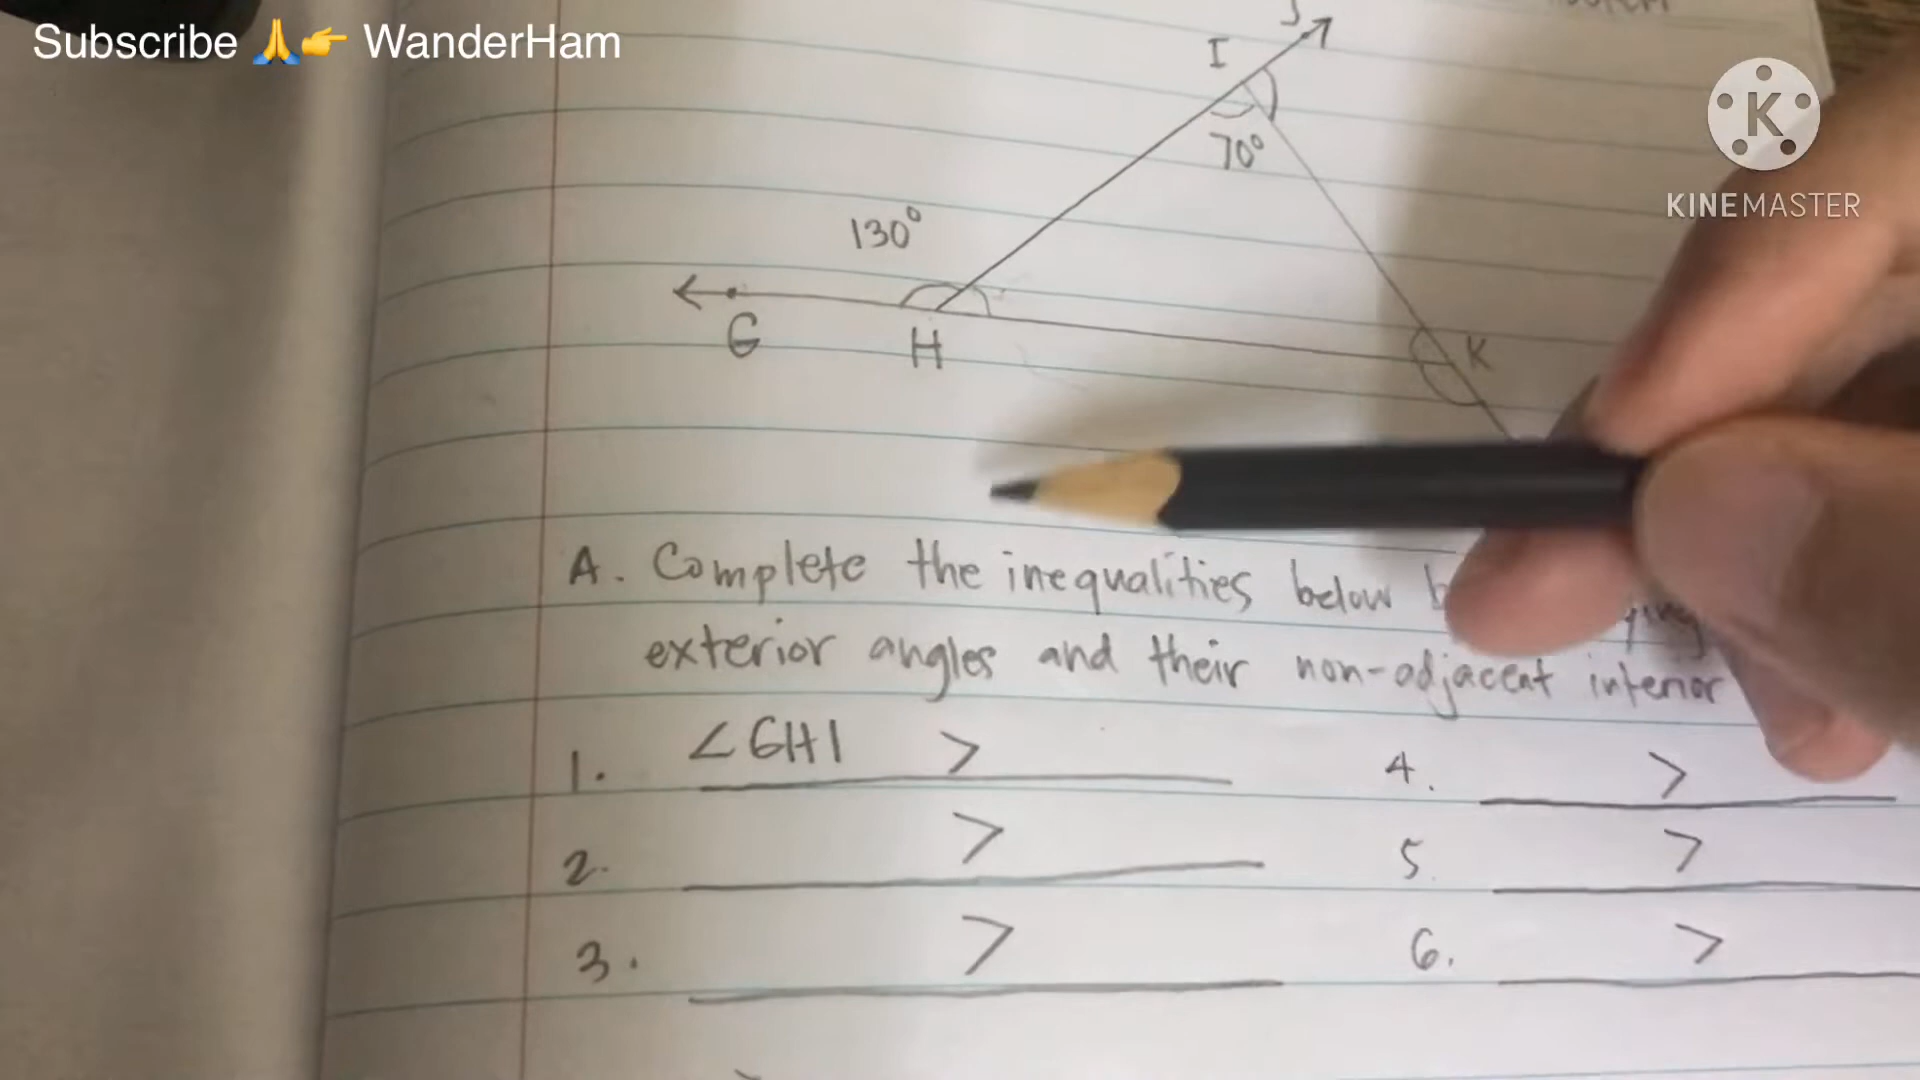 Subscribe 🙏👉 WanderHam
J
I
K
KINEMASTER
70°
130°
G
H
K
A. Complete the inequalities below
exterior angles and their non-adjacent interior
1. ∠GHI >
4. >
2. >
5. >
3. >
6. >